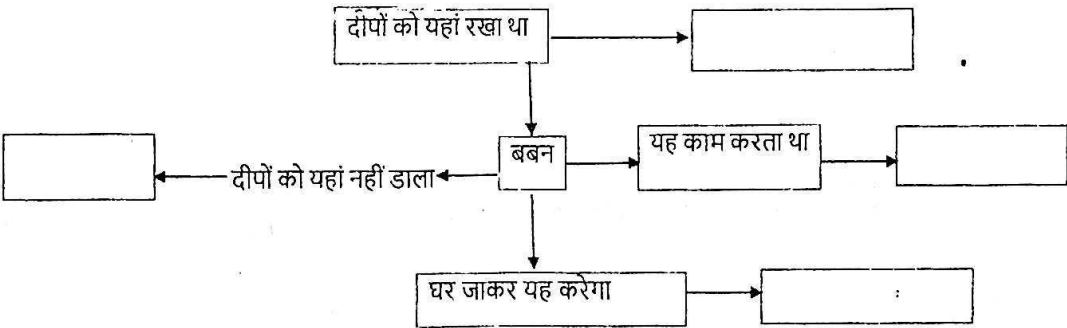 दीपों को यहां रखा था
बबन
यह काम करता था
दीपों को यहां नहीं डाला
घर जाकर यह करेगा
: